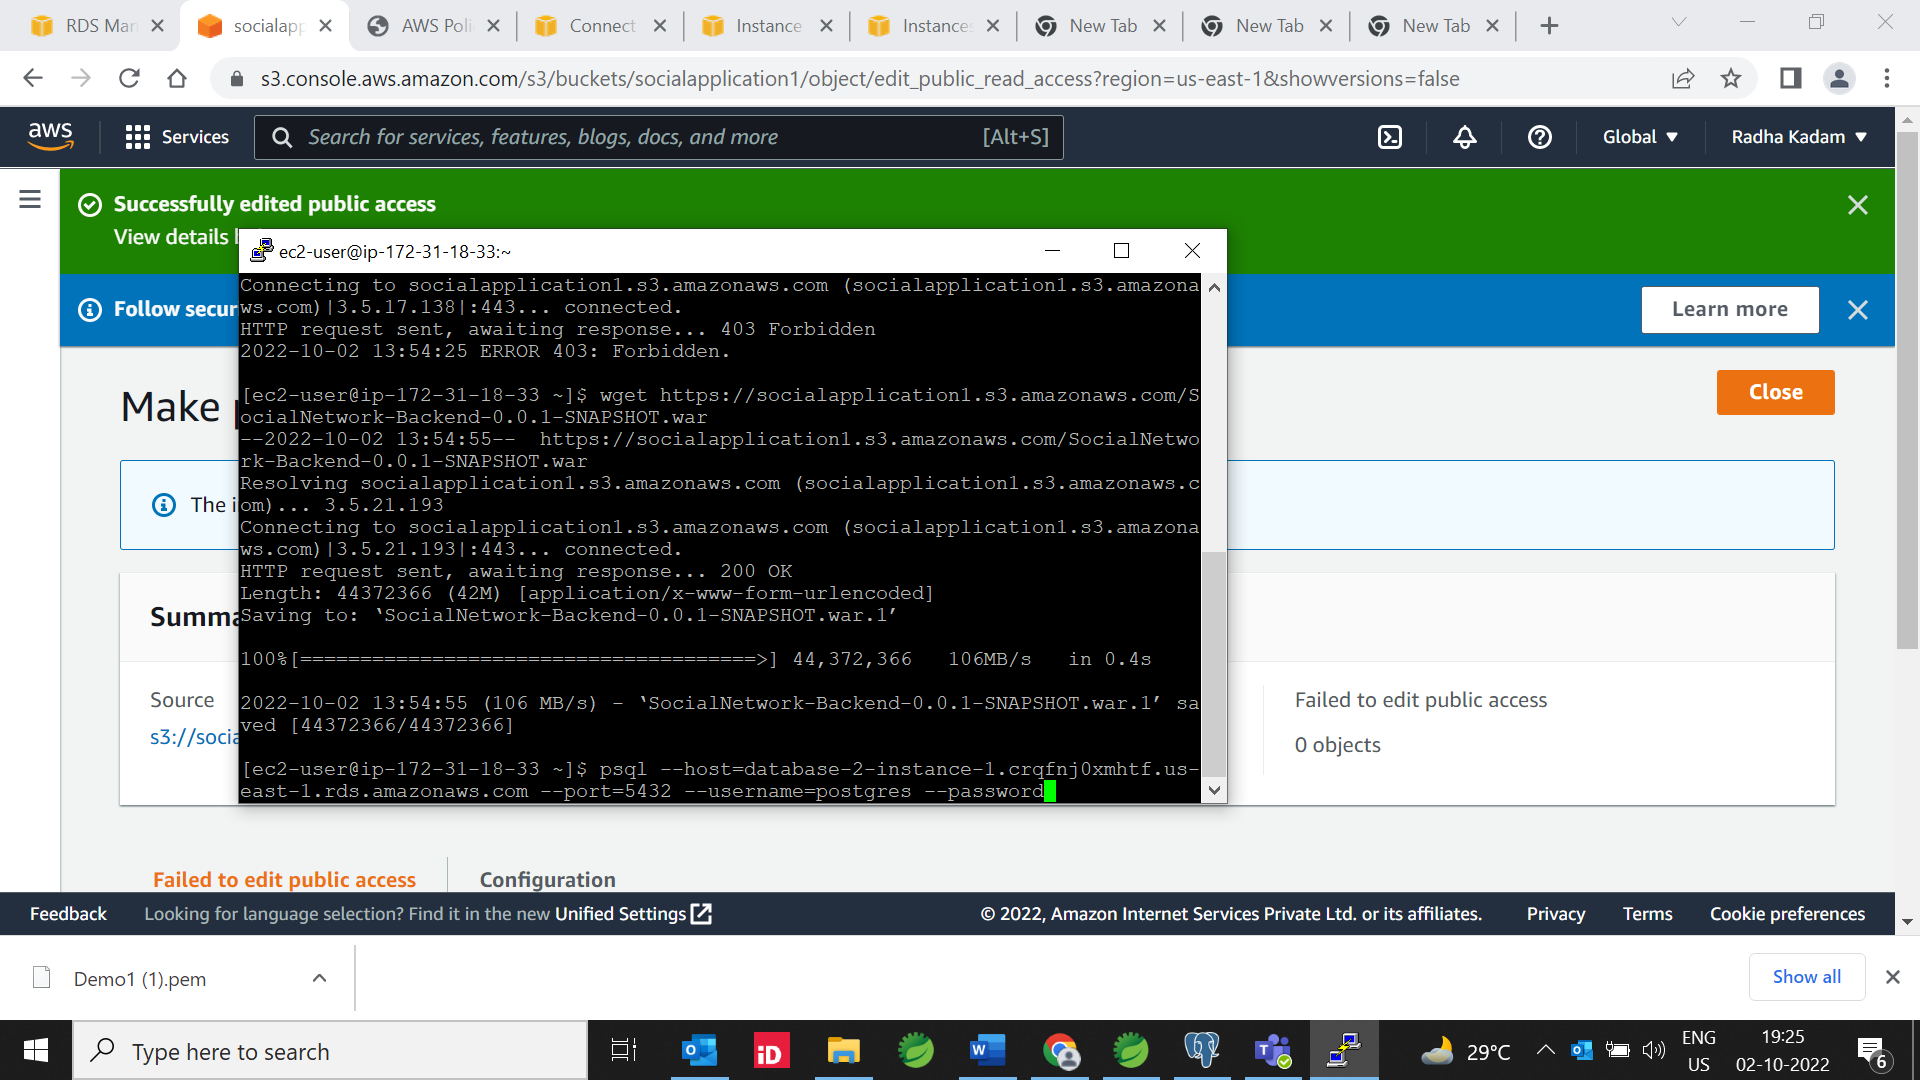 RDS Man
socialapp
AWS Poli
Connect
Instance
Instances
New Tab
New Tab
New Tab
s3.console.aws.amazon.com/s3/buckets/socialapplication1/object/edit_public_read_access?region=us-east-1&showversions=false
aws
Services
Search for services, features, blogs, docs, and more
[Alt+S]
Global
Radha Kadam
Successfully edited public access
View details
ec2-user@ip-172-31-18-33:~
Follow secur
Learn more
Connecting to socialapplication1.s3.amazonaws.com (socialapplication1.s3.amazona
ws.com)|3.5.17.138|:443... connected.
HTTP request sent, awaiting response... 403 Forbidden
2022-10-02 13:54:25 ERROR 403: Forbidden.
[ec2-user@ip-172-31-18-33 ~]$ wget https://socialapplication1.s3.amazonaws.com/S
ocialNetwork-Backend-0.0.1-SNAPSHOT.war
--2022-10-02 13:54:55--  https://socialapplication1.s3.amazonaws.com/SocialNetwo
rk-Backend-0.0.1-SNAPSHOT.war
Resolving socialapplication1.s3.amazonaws.com (socialapplication1.s3.amazonaws.c
om)... 3.5.21.193
Connecting to socialapplication1.s3.amazonaws.com (socialapplication1.s3.amazona
ws.com)|3.5.21.193|:443... connected.
HTTP request sent, awaiting response... 200 OK
Length: 44372366 (42M) [application/x-www-form-urlencoded]
Saving to: ‘SocialNetwork-Backend-0.0.1-SNAPSHOT.war.1’
100%[======================================>] 44,372,366   106MB/s   in 0.4s
2022-10-02 13:54:55 (106 MB/s) - ‘SocialNetwork-Backend-0.0.1-SNAPSHOT.war.1’ sa
ved [44372366/44372366]
[ec2-user@ip-172-31-18-33 ~]$ psql --host=database-2-instance-1.crqfnj0xmhtf.us-
east-1.rds.amazonaws.com --port=5432 --username=postgres --password
Make
Close
The i
Summa
Source
s3://socia
Failed to edit public access
0 objects
Failed to edit public access
Configuration
Feedback
Looking for language selection? Find it in the new Unified Settings
© 2022, Amazon Internet Services Private Ltd. or its affiliates.
Privacy
Terms
Cookie preferences
Demo1 (1).pem
Show all
Type here to search
29°C
ENG
US
19:25
02-10-2022
6